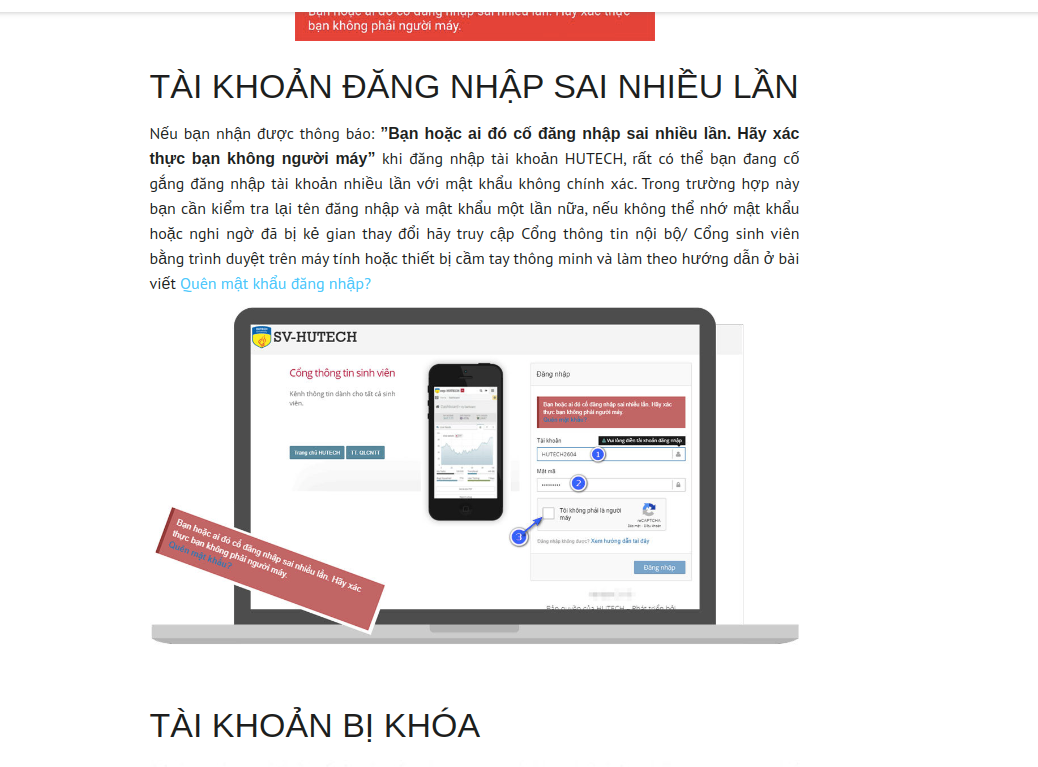 bạn không phải người máy.
TÀI KHOẢN ĐĂNG NHẬP SAI NHIỀU LẦN
Nếu bạn nhận được thông báo: ”Bạn hoặc ai đó cố đăng nhập sai nhiều lần. Hãy xác
thực bạn không người máy” khi đăng nhập tài khoản HUTECH, rất có thể bạn đang cố
gắng đăng nhập tài khoản nhiều lần với mật khẩu không chính xác. Trong trường hợp này
bạn cần kiểm tra lại tên đăng nhập và mật khẩu một lần nữa, nếu không thể nhớ mật khẩu
hoặc nghi ngờ đã bị kẻ gian thay đổi hãy truy cập Cổng thông tin nội bộ/ Cổng sinh viên
bằng trình duyệt trên máy tính hoặc thiết bị cầm tay thông minh và làm theo hướng dẫn ở bài
viết Quên mật khẩu đăng nhập?
SV-HUTECH
Cổng thông tin sinh viên
Kênh thông tin dành cho tất cả sinh
viên.
Trang chủ HUTECH
TT. QLCNTT
Đăng nhập
Bạn hoặc ai đó cố đăng nhập sai nhiều lần. Hãy xác
thực bạn không phải người máy.
Quên mật khẩu?
Tài khoản
Vui lòng điền tài khoản đăng nhập
HUTECH2604
1
Mật mã
2
Tôi không phải là người
máy
reCAPTCHA
3
Đăng nhập không được? Xem hướng dẫn tại đây
Đăng nhập
Bản quyền của HUTECH - Phát triển bởi
Bạn hoặc ai đó cố đăng nhập sai nhiều lần. Hãy xác
thực bạn không phải người máy.
Quên mật khẩu?
TÀI KHOẢN BỊ KHÓA